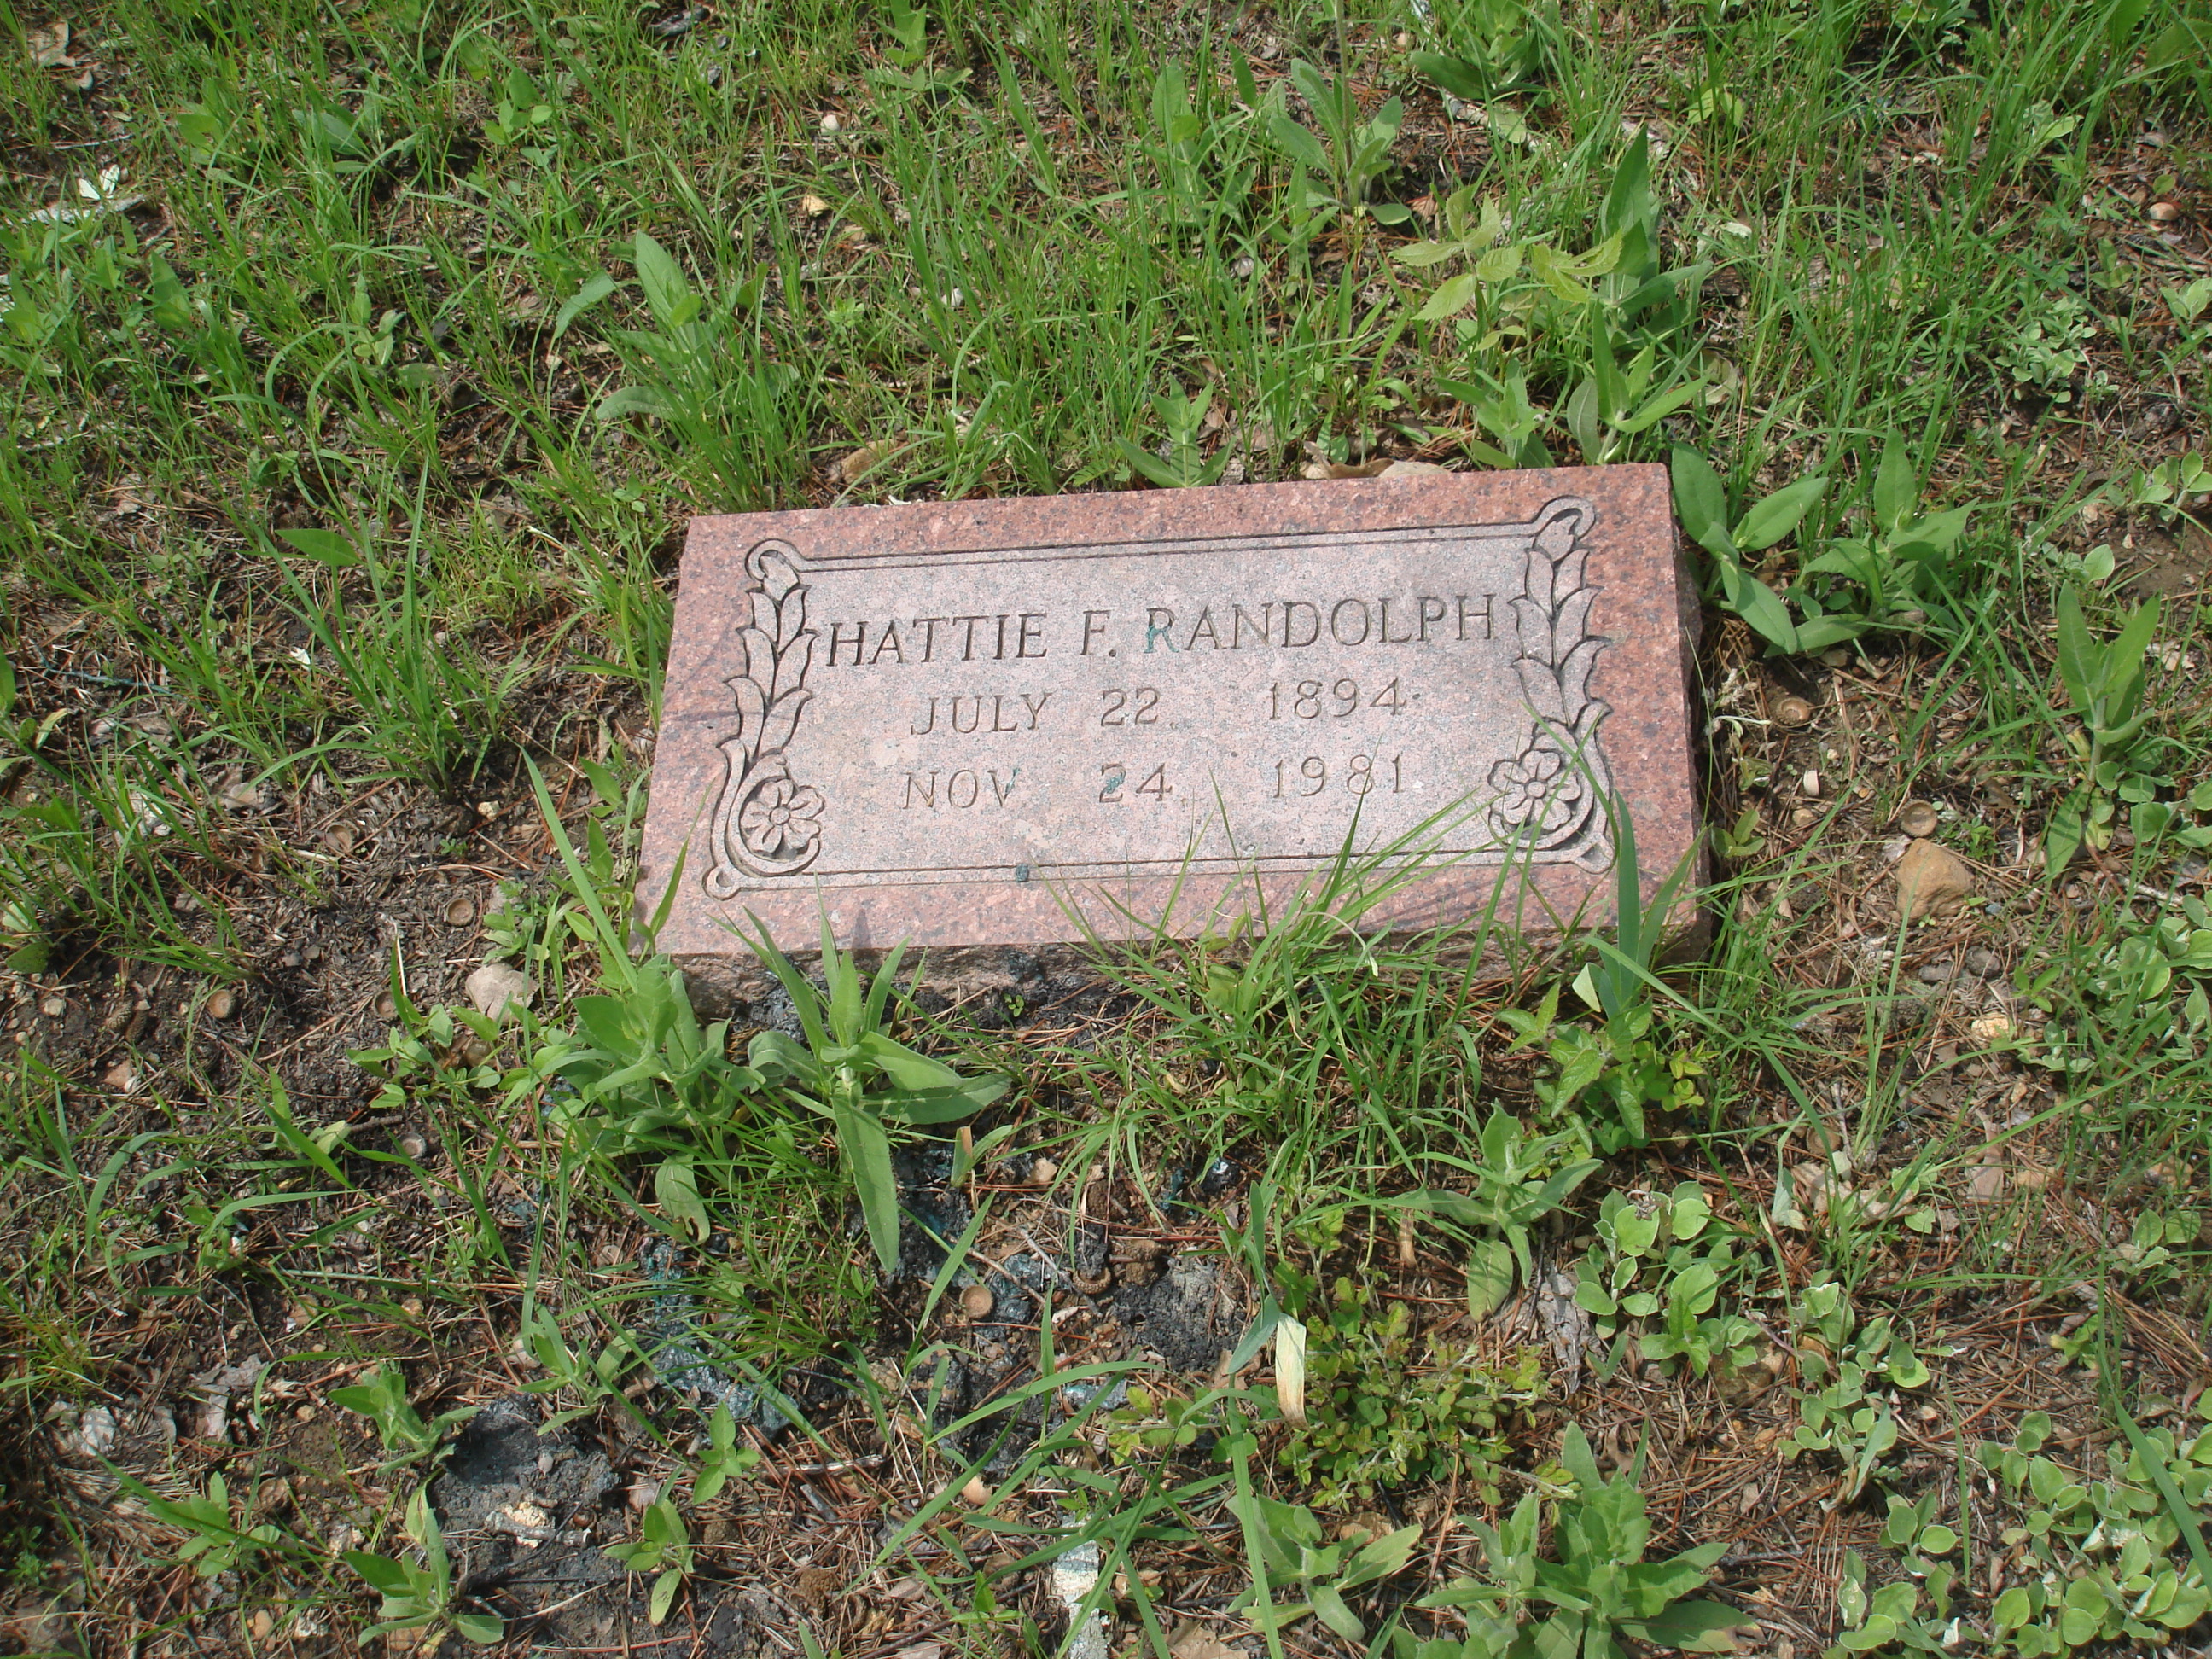 HATTIE F. RANDOLPH
JULY 22 1894
NOV 24 1981